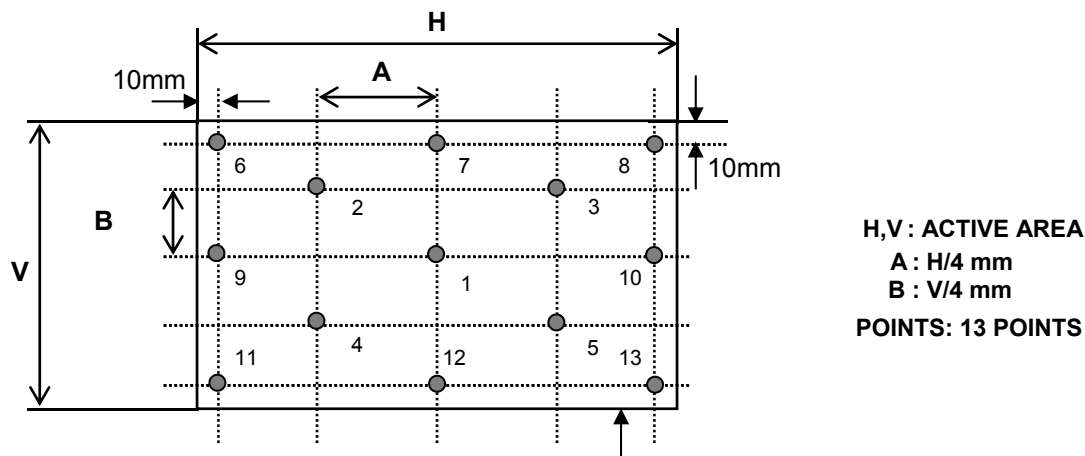 H
10mm
A
6
7
8
10mm
2
3
B
V
9
1
10
4
5
11
12
13
H,V : ACTIVE AREA
A : H/4 mm
B : V/4 mm
POINTS: 13 POINTS